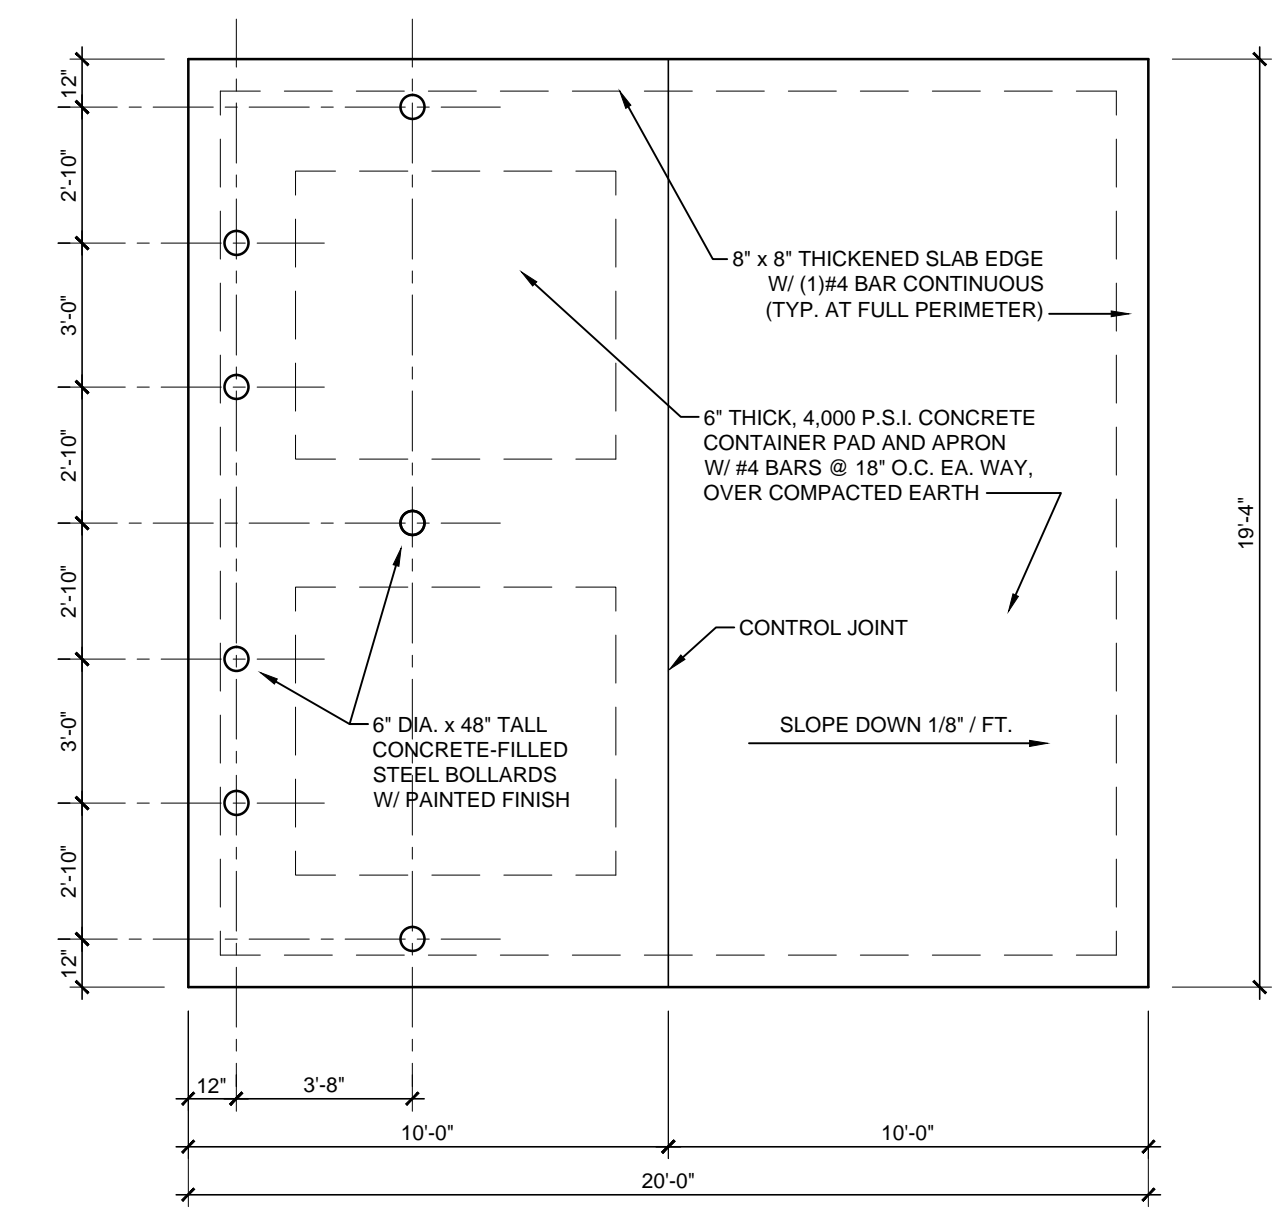 12"
2'-10"
3'-0"
2'-10"
2'-10"
3'-0"
2'-10"
12"
8" x 8" THICKENED SLAB EDGE
W/ (1)#4 BAR CONTINUOUS
(TYP. AT FULL PERIMETER)
6" THICK, 4,000 P.S.I. CONCRETE
CONTAINER PAD AND APRON
W/ #4 BARS @ 18" O.C. EA. WAY,
OVER COMPACTED EARTH
19'-4"
CONTROL JOINT
6" DIA. x 48" TALL
CONCRETE-FILLED
STEEL BOLLARDS
W/ PAINTED FINISH
SLOPE DOWN 1/8" / FT.
12"
3'-8"
10'-0"
10'-0"
20'-0"